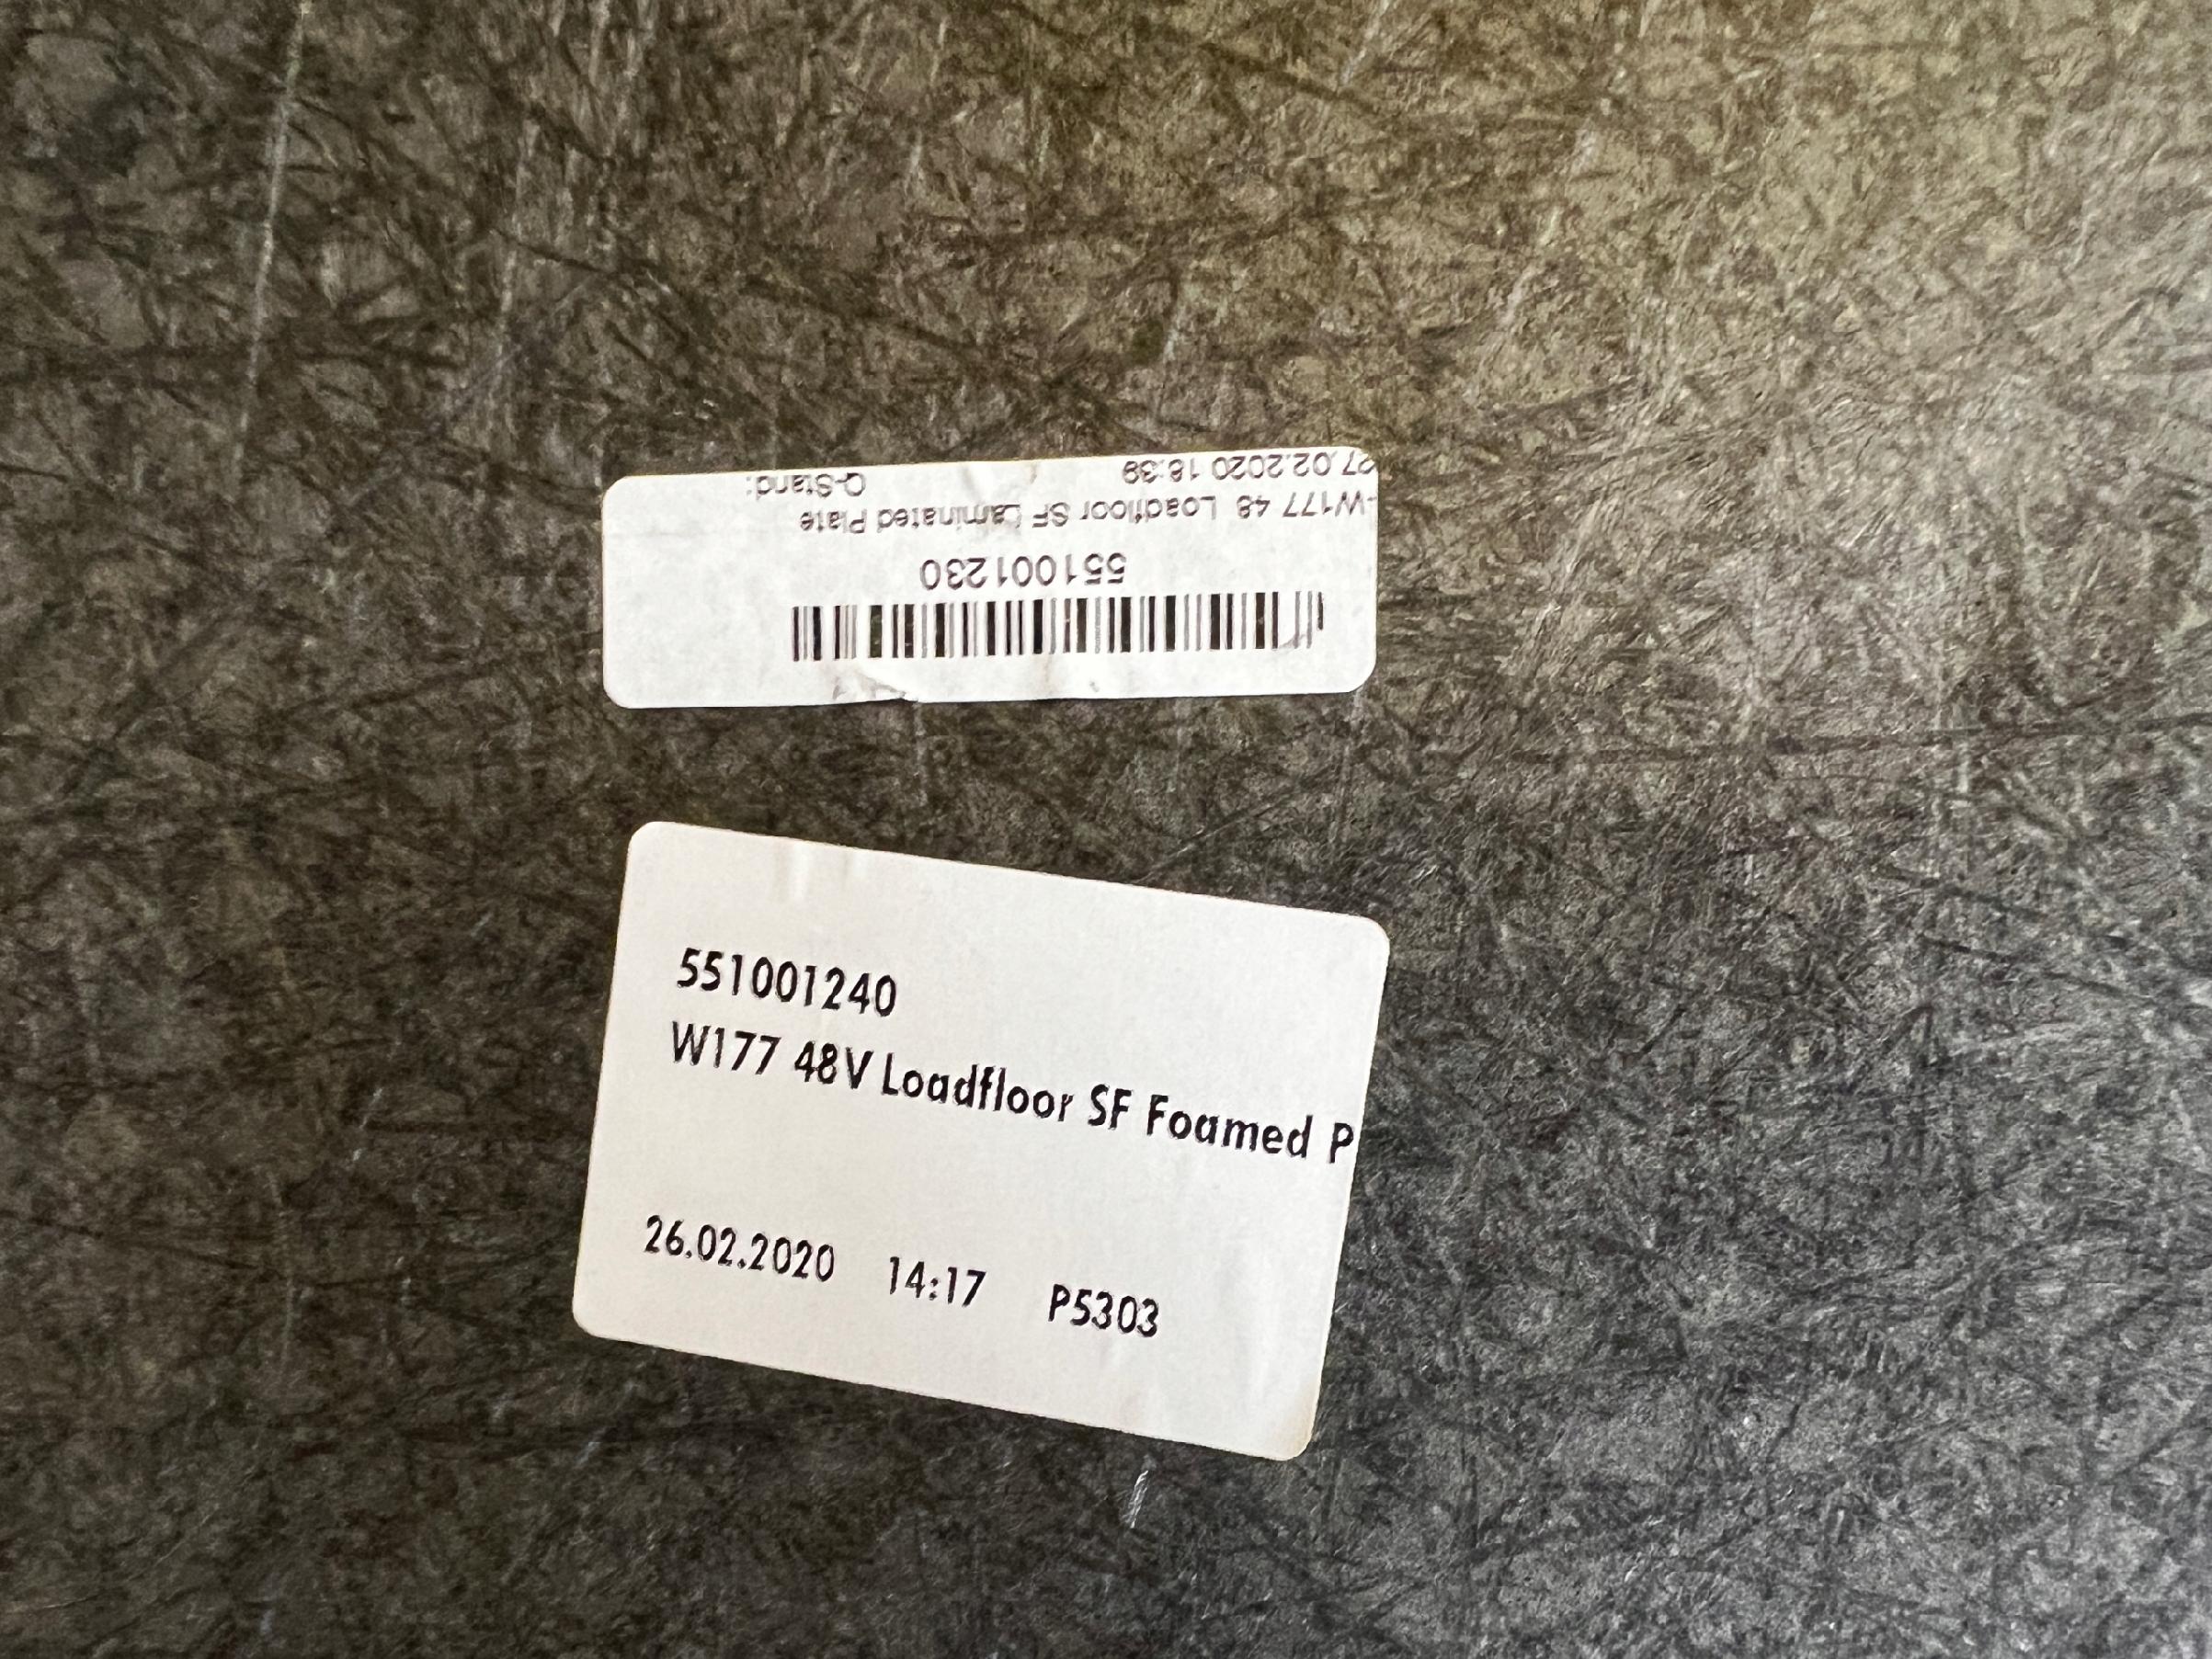 551001230
-W177 48 Loadfloor SF Laminated Plate
27.02.2020 18:39 Q-Stand:
551001240
W177 48V Loadfloor SF Foamed P
26.02.2020 14:17 P5303